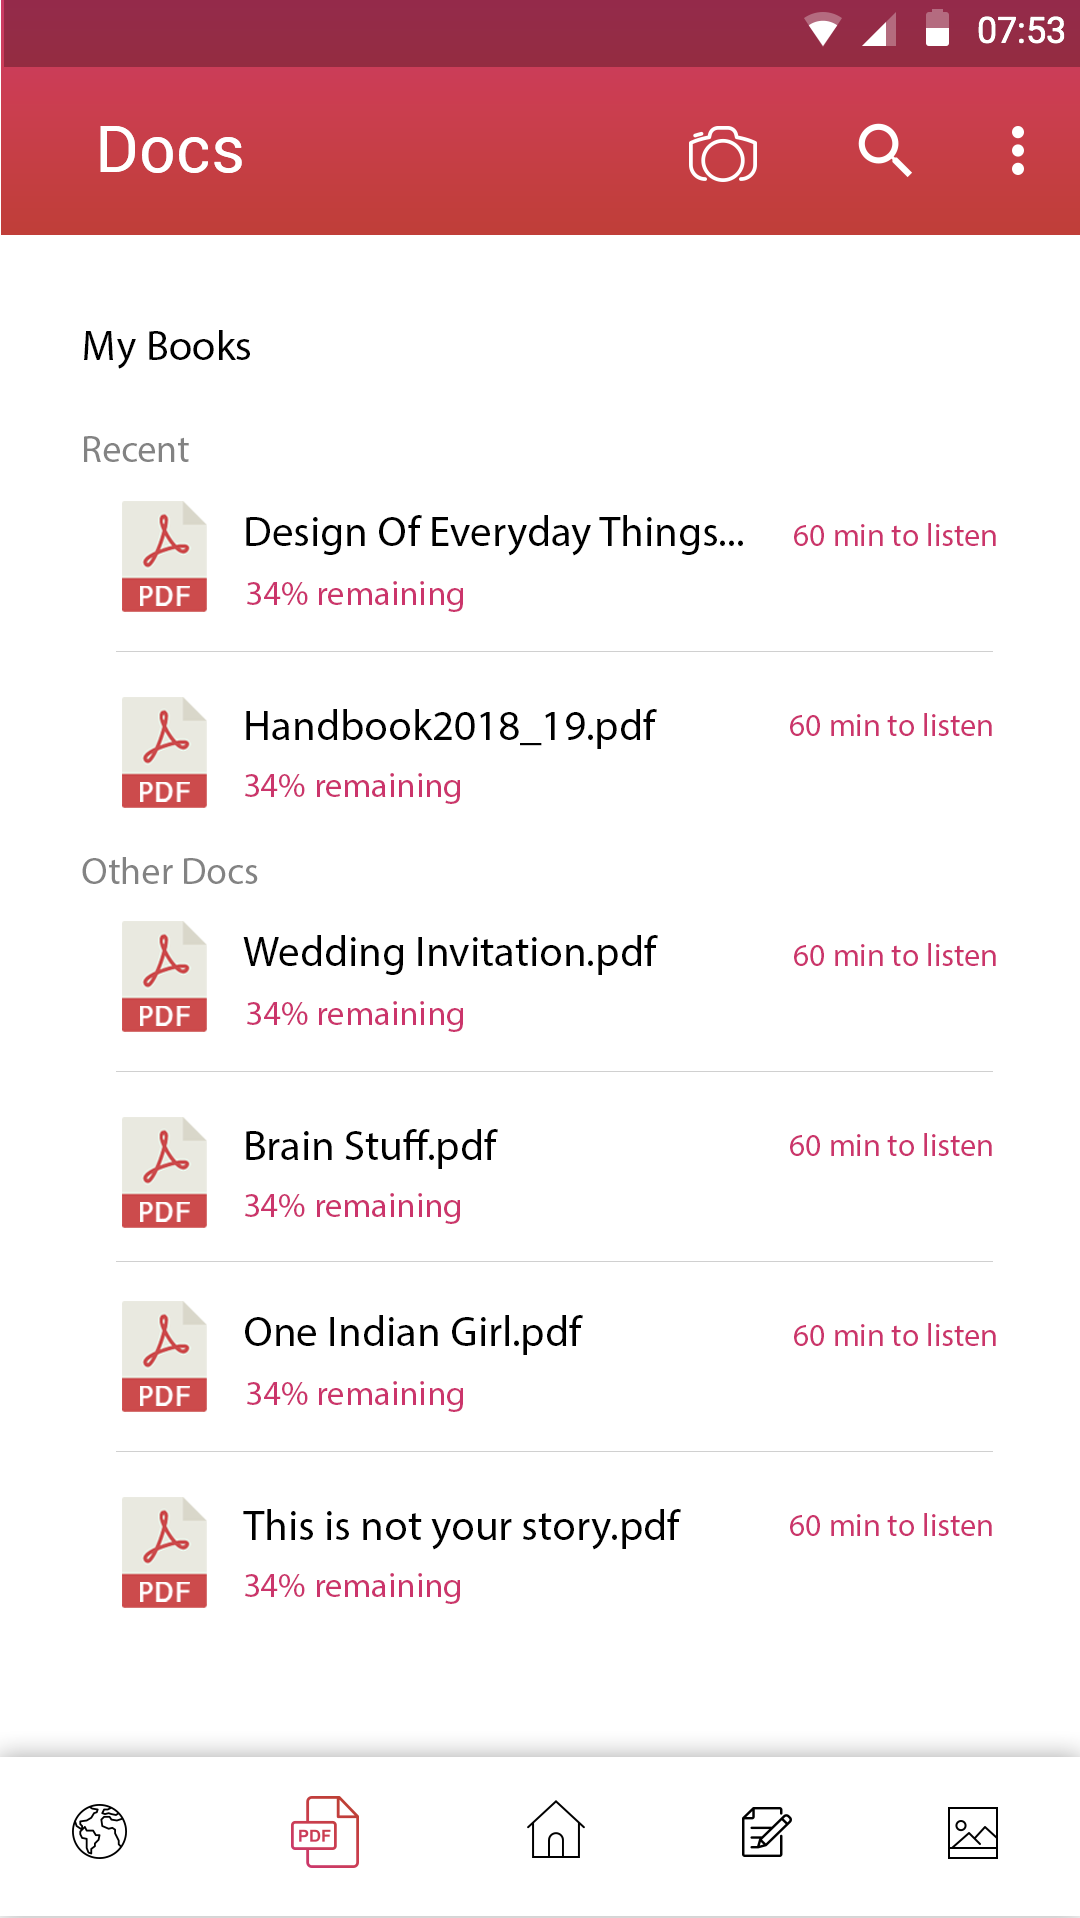 07:53
Docs
My Books
Recent
Design Of Everyday Things... 60 min to listen
PDF 34% remaining
Handbook2018_19.pdf 60 min to listen
PDF 34% remaining
Other Docs
Wedding Invitation.pdf 60 min to listen
PDF 34% remaining
Brain Stuff.pdf 60 min to listen
PDF 34% remaining
One Indian Girl.pdf 60 min to listen
PDF 34% remaining
This is not your story.pdf 60 min to listen
PDF 34% remaining
PDF